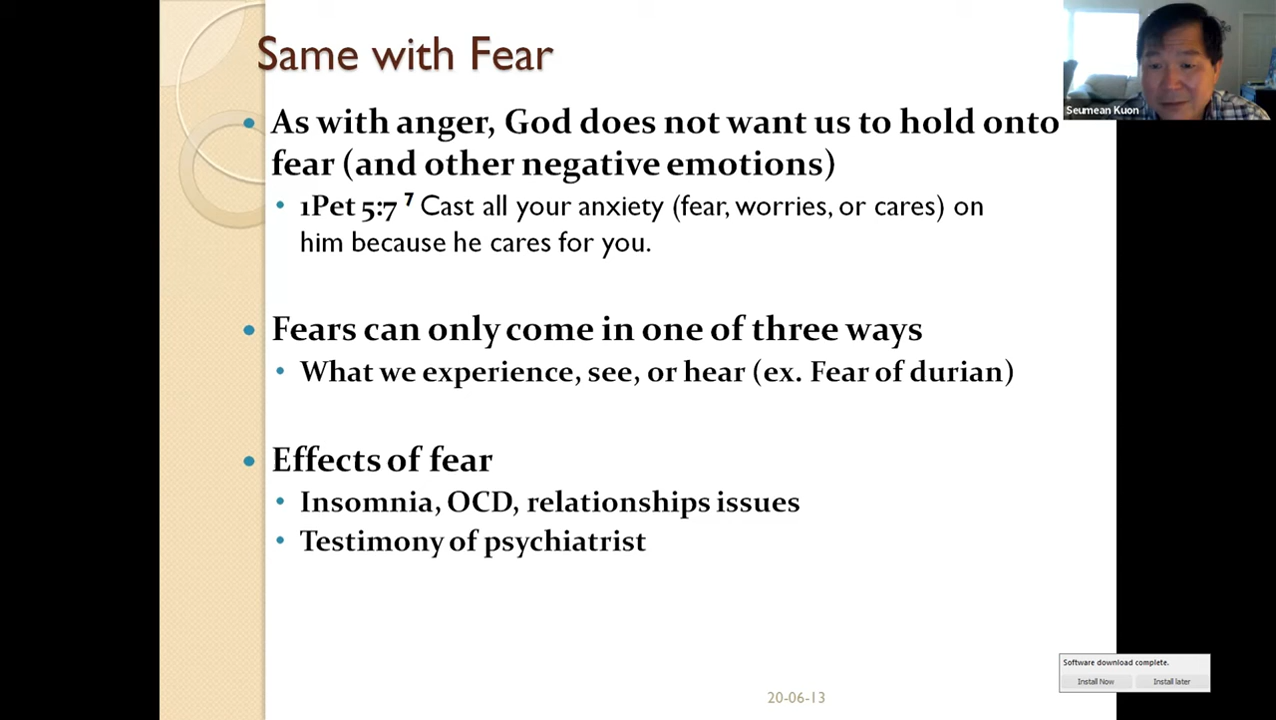 Same with Fear
Seumean Kuon
• As with anger, God does not want us to hold onto
fear (and other negative emotions)
• 1Pet 5:7 ⁷ Cast all your anxiety (fear, worries, or cares) on
him because he cares for you.
• Fears can only come in one of three ways
• What we experience, see, or hear (ex. Fear of durian)
• Effects of fear
• Insomnia, OCD, relationships issues
• Testimony of psychiatrist
Software download complete.
Install Now Install later
20-06-13